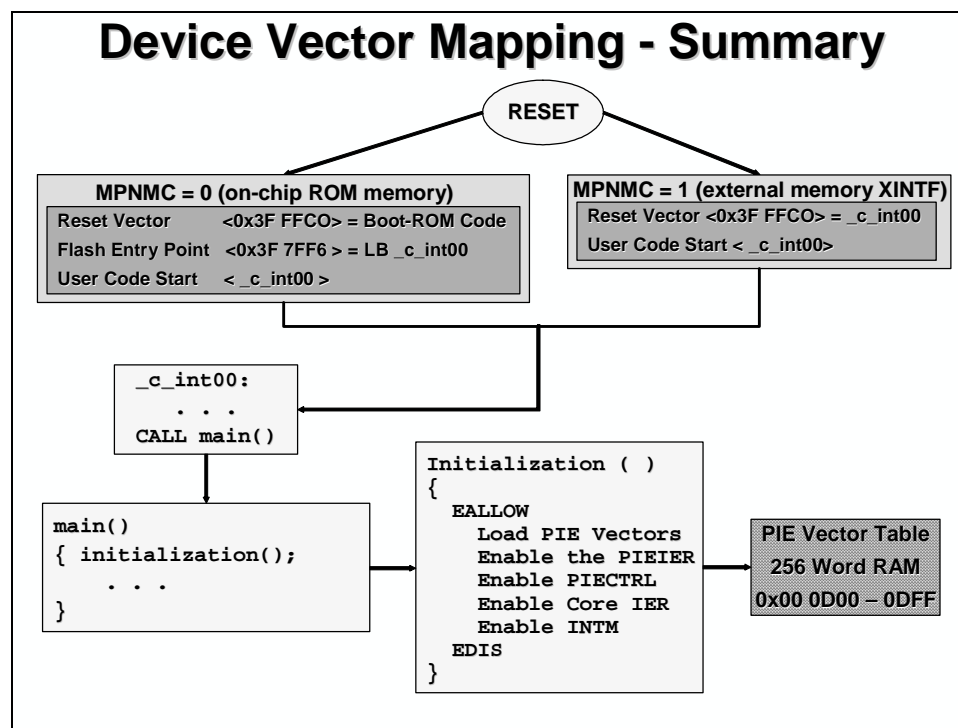 Device Vector Mapping - Summary
RESET
MPNMC = 0 (on-chip ROM memory)
Reset Vector <0x3F FFCO> = Boot-ROM Code
Flash Entry Point <0x3F 7FF6 > = LB _c_int00
User Code Start < _c_int00 >
MPNMC = 1 (external memory XINTF)
Reset Vector <0x3F FFCO> = _c_int00
User Code Start < _c_int00>
_c_int00:
. . .
CALL main()
main()
{ initialization();
. . .
}
Initialization ( )
{
EALLOW
Load PIE Vectors
Enable the PIEIER
Enable PIECTRL
Enable Core IER
Enable INTM
EDIS
}
PIE Vector Table
256 Word RAM
0x00 0D00 – 0DFF